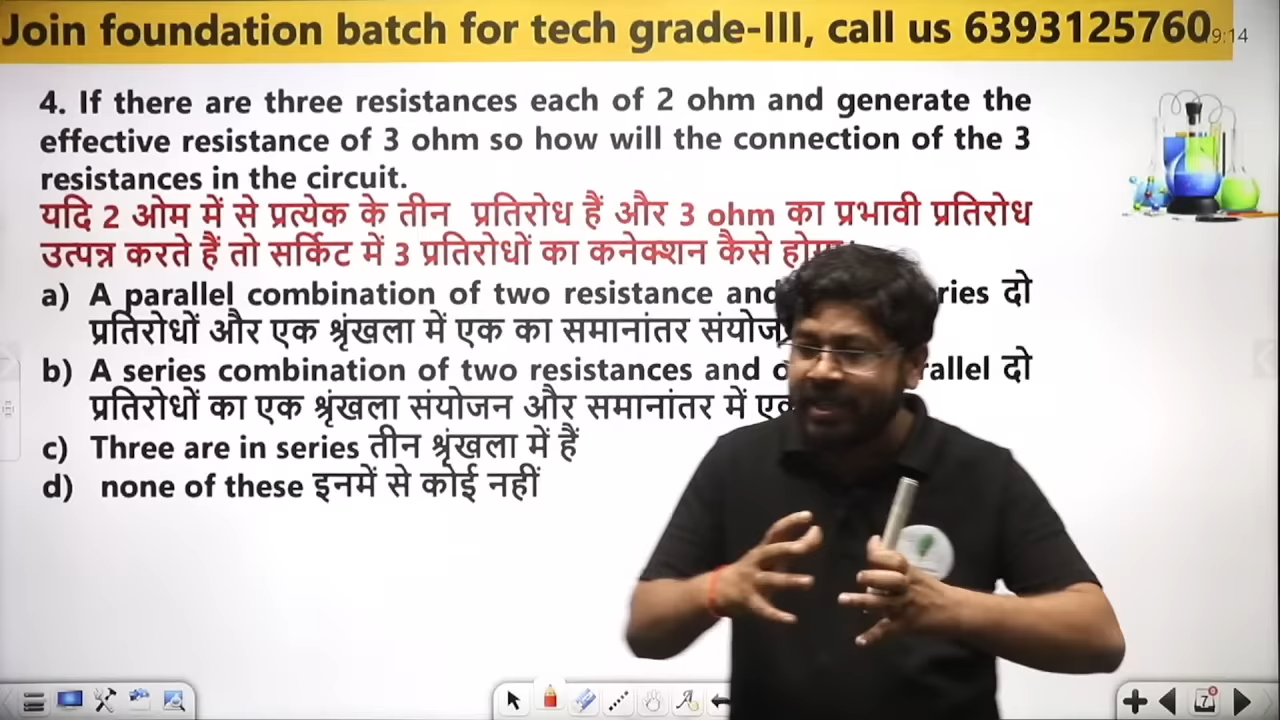 Join foundation batch for tech grade-III, call us 6393125760
9:14
4. If there are three resistances each of 2 ohm and generate the
effective resistance of 3 ohm so how will the connection of the 3
resistances in the circuit.
यदि 2 ओम में से प्रत्येक के तीन प्रतिरोध हैं और 3 ohm का प्रभावी प्रतिरोध
उत्पन्न करते हैं तो सर्किट में 3 प्रतिरोधों का कनेक्शन कैसे
a) A parallel combination of two resistance and दो
प्रतिरोधों और एक श्रृंखला में एक का समानांतर
b) A series combination of two resistances and दो
प्रतिरोधों का एक श्रृंखला संयोजन और समानांतर में
c) Three are in series तीन श्रृंखला में हैं
d) none of these इनमें से कोई नहीं
7